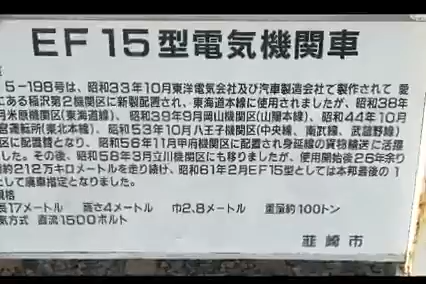 EF15型電気機関車
5-198号は、昭和33年10月東洋電気会社及び汽車製造会社で製作されて 愛
にある稲沢第2機関区に新製配置され、東海道本線に使用されましたが、昭和38年
月米原機関区(東海道線)、昭和39年9月岡山機関区(山陽本線)、昭和44年10月
宮運転所(東北本線)、昭和53年10月八王子機関区(中央線、南武線、武蔵野線)
区に配置替となり、昭和56年11月甲府機関区に配置され身延線の貨物輸送に活躍
ました。その後、昭和58年3月立川機関区にも移りましたが、使用開始後26年余り
約212万キロメートルを走り続け、昭和61年2月EF15型としては本邦最後の1
として廃車指定となりました。
規格
長17メートル 高さ4メートル 巾2.8メートル 重量約100トン
気方式 直流1500ボルト
韮崎市